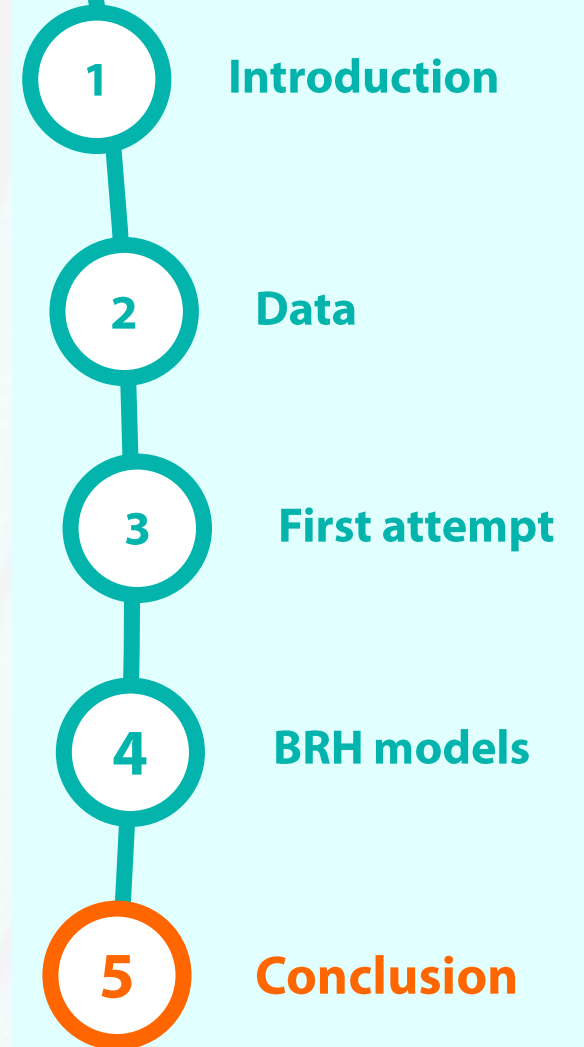 1 Introduction
2 Data
3 First attempt
4 BRH models
5 Conclusion